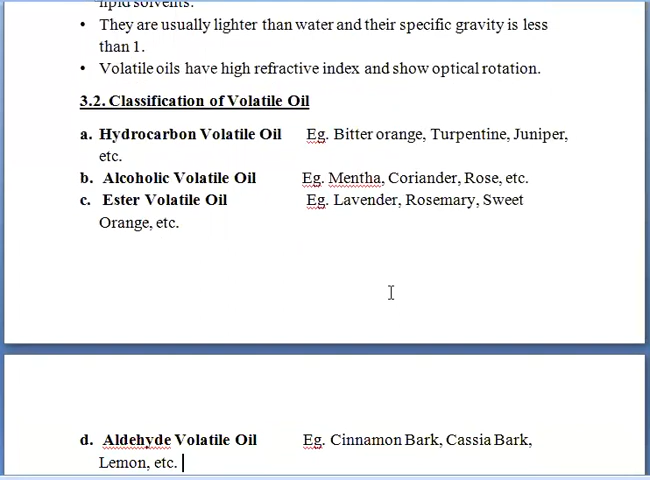 lipid solvents.
• They are usually lighter than water and their specific gravity is less
than 1.
• Volatile oils have high refractive index and show optical rotation.
3.2. Classification of Volatile Oil
a. Hydrocarbon Volatile Oil Eg. Bitter orange, Turpentine, Juniper,
etc.
b. Alcoholic Volatile Oil Eg. Mentha, Coriander, Rose, etc.
c. Ester Volatile Oil Eg. Lavender, Rosemary, Sweet
Orange, etc.
d. Aldehyde Volatile Oil Eg. Cinnamon Bark, Cassia Bark,
Lemon, etc.